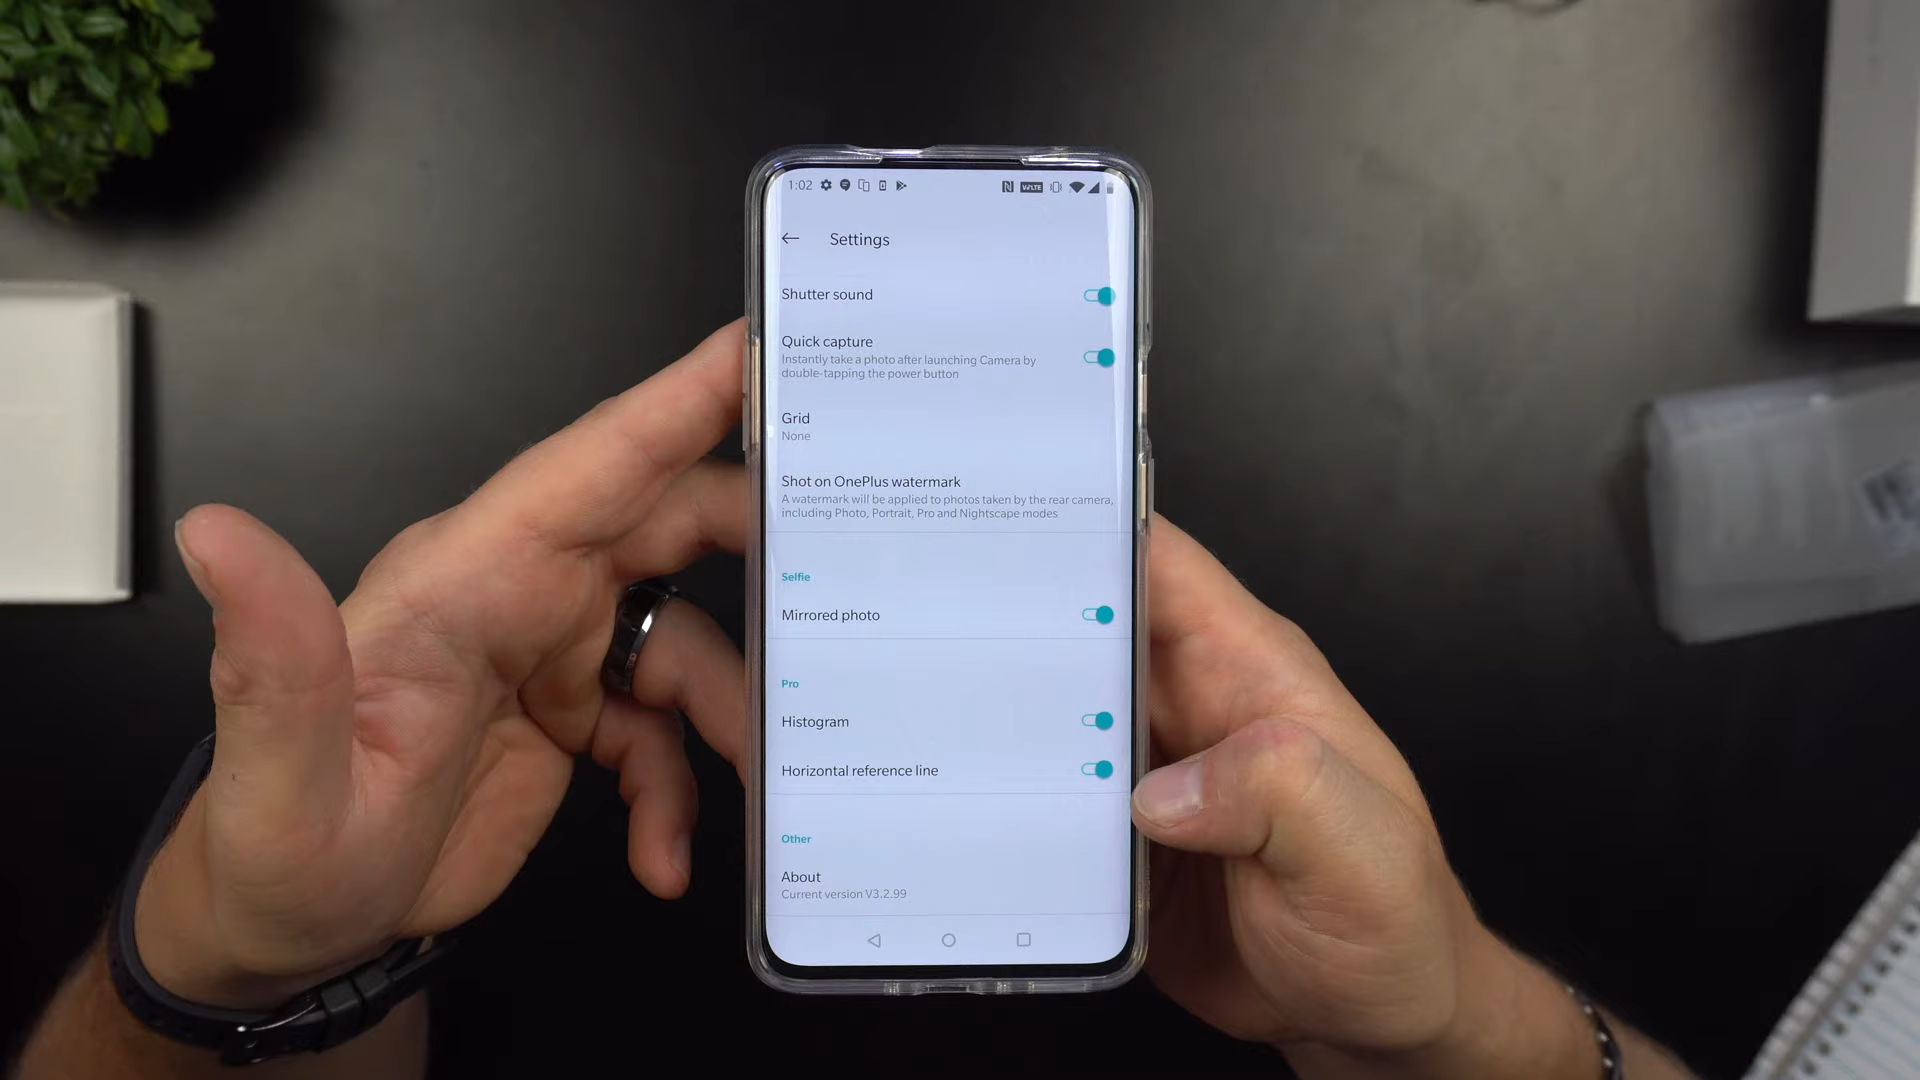 1:02 VoLTE
Settings
Shutter sound
Quick capture
Instantly take a photo after launching Camera by
double-tapping the power button
Grid
None
Shot on OnePlus watermark
A watermark will be applied to photos taken by the rear camera,
including Photo, Portrait, Pro and Nightscape modes
Selfie
Mirrored photo
Pro
Histogram
Horizontal reference line
Other
About
Current version V3.2.99